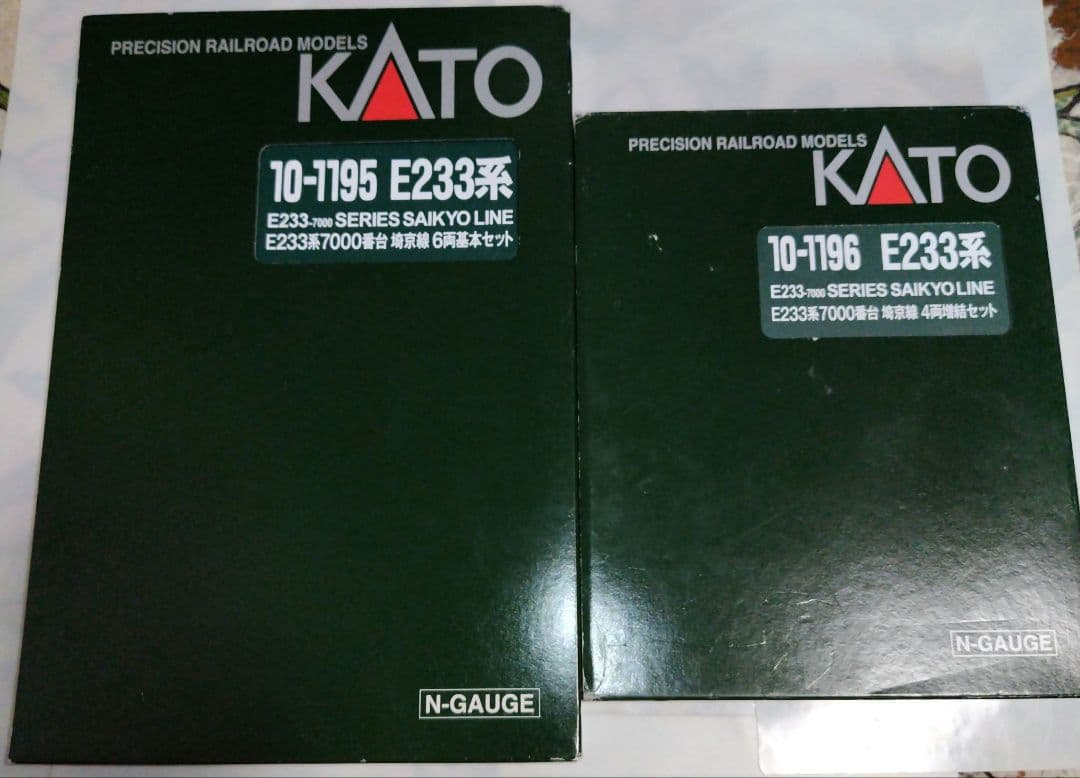 PRECISION RAILROAD MODELS
KATO
10-1195 E233系
E233-7000 SERIES SAIKYO LINE
E233系7000番台 埼京線 6両基本セット
N-GAUGE
PRECISION RAILROAD MODELS
KATO
10-1196 E233系
E233-7000 SERIES SAIKYO LINE
E233系7000番台 埼京線 4両増結セット
N-GAUGE